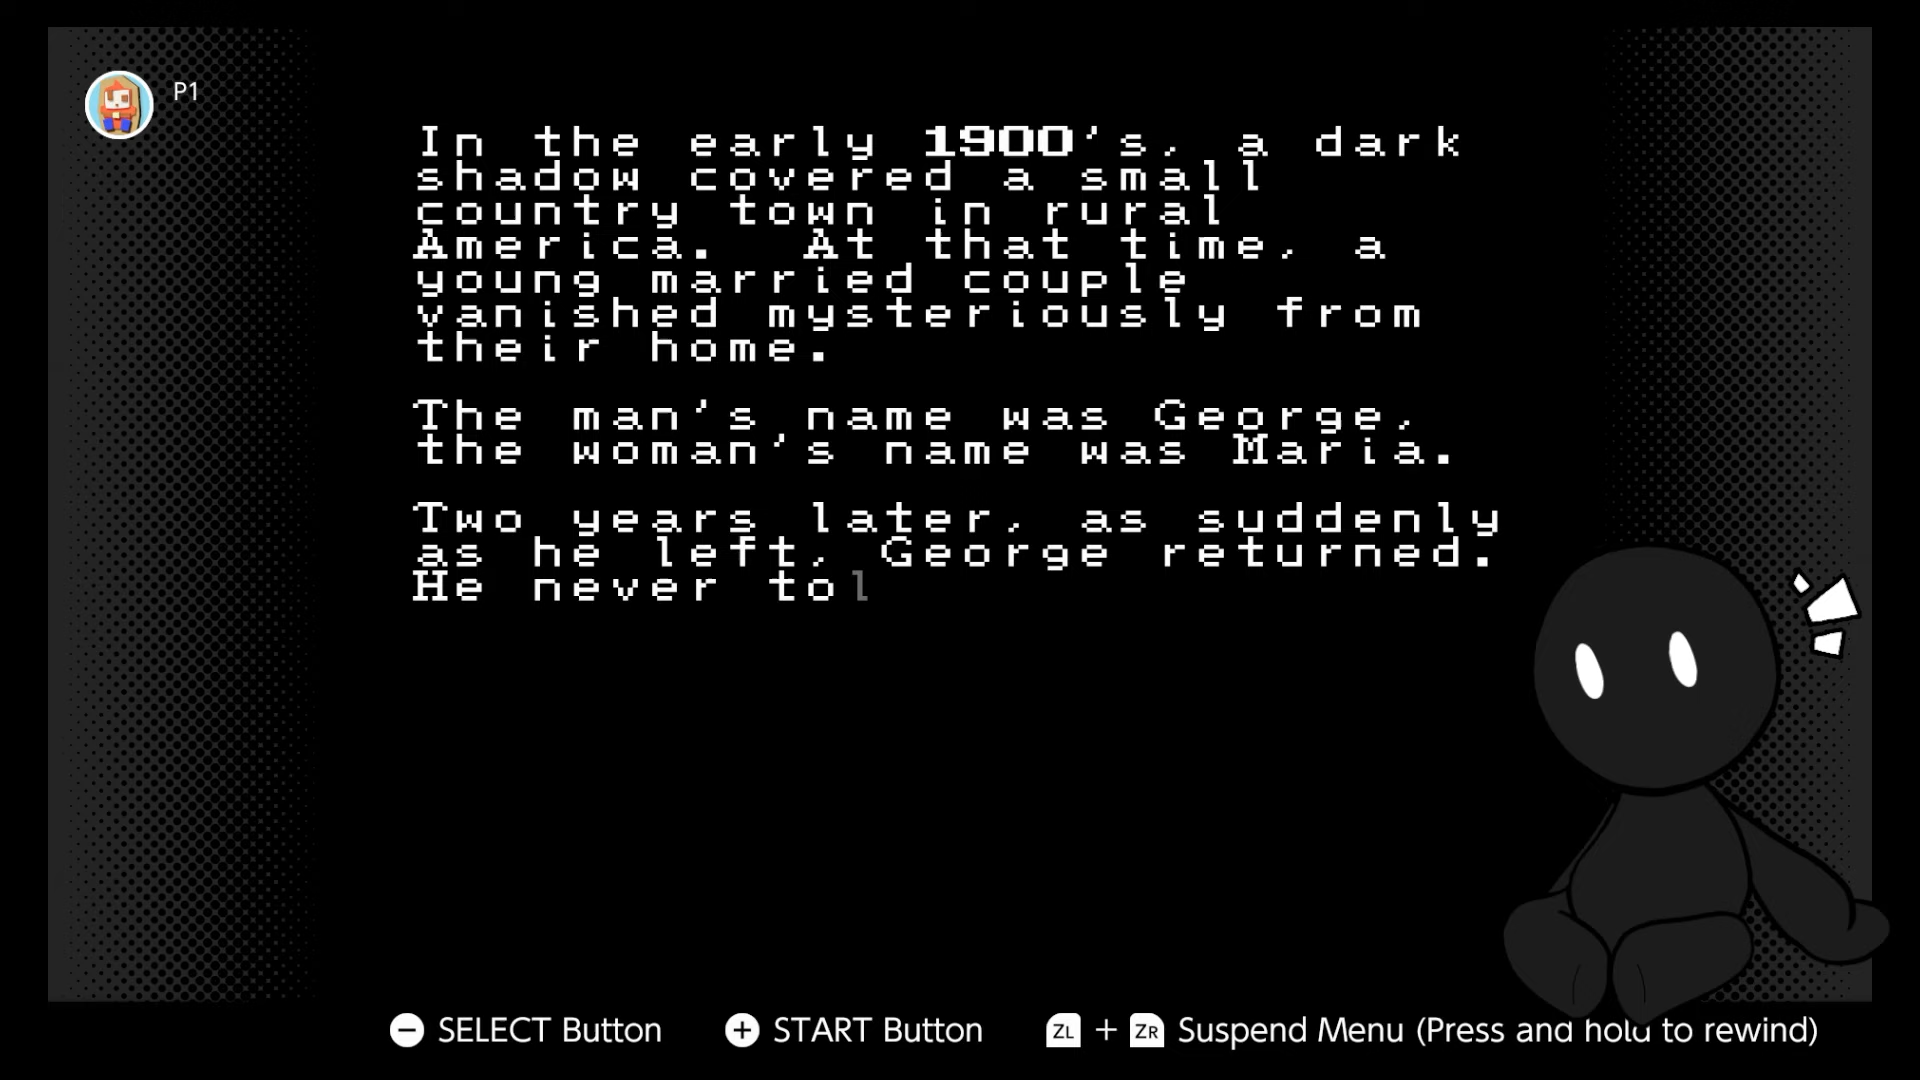 P1
In the early 1900's, a dark
shadow covered a small
country town in rural
America. At that time, a
young married couple
vanished mysteriously from
their home.
The man's name was George,
the woman's name was Maria.
Two years later, as suddenly
as he left, George returned.
He never tol
SELECT Button START Button ZL + ZR Suspend Menu (Press and hold to rewind)